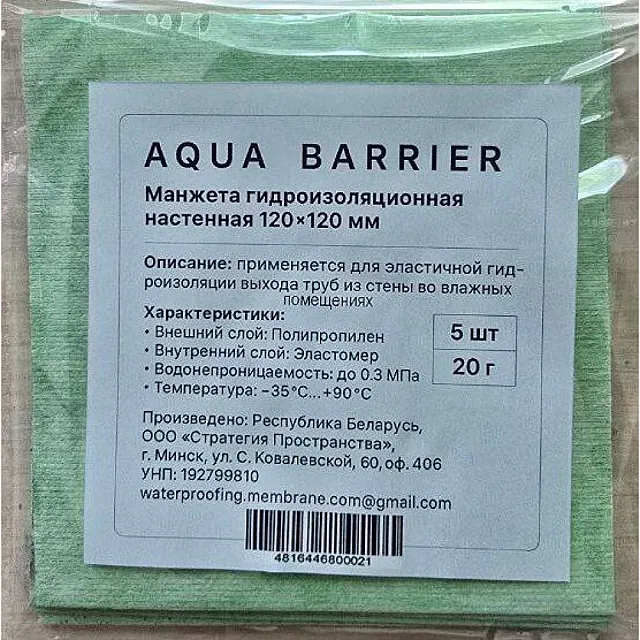 AQUA BARRIER
Манжета гидроизоляционная
настенная 120×120 мм
Описание: применяется для эластичной гид-
роизоляции выхода труб из стены во влажных
помещениях
Характеристики:
• Внешний слой: Полипропилен
• Внутренний слой: Эластомер
• Водонепроницаемость: до 0.3 МПа
• Температура: –35°C...+90°C
5 шт
20 г
Произведено: Республика Беларусь,
ООО «Стратегия Пространства»,
г. Минск, ул. С. Ковалевской, 60, оф. 406
УНП: 192799810
waterproofing.membrane.com@gmail.com
4816446800021